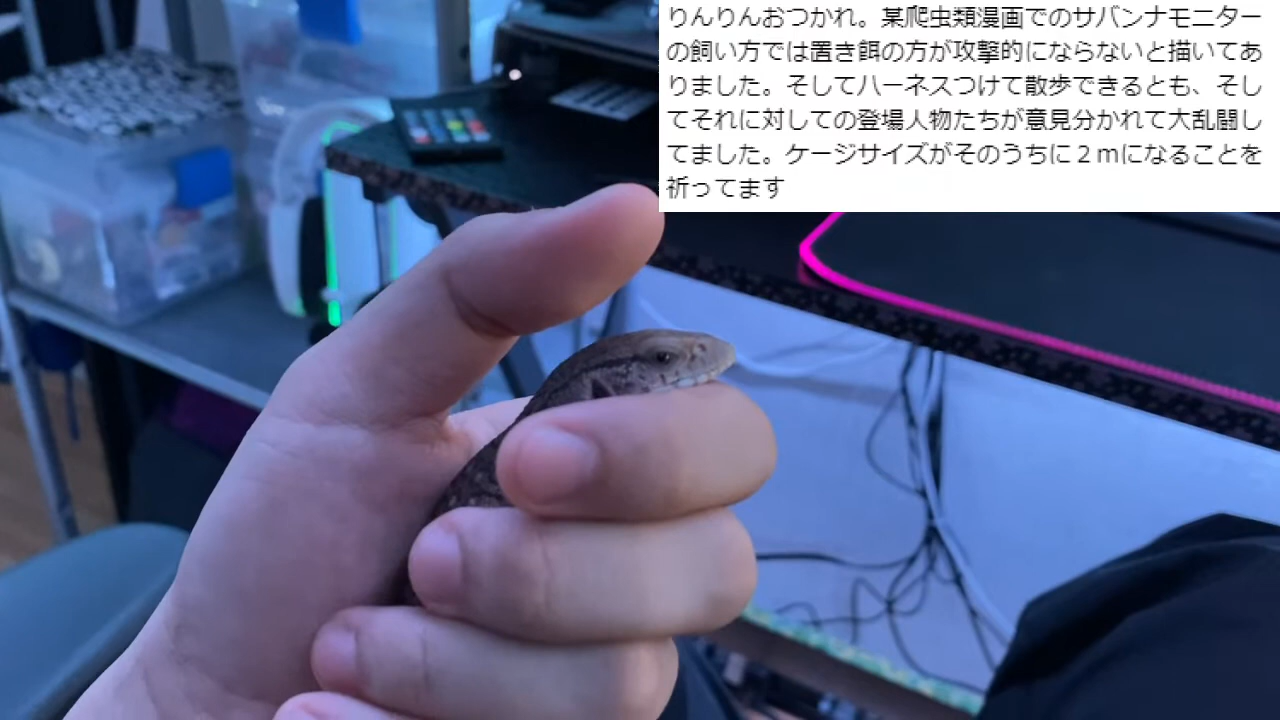 りんりんおつかれ。某爬虫類漫画でのサバンナモニター
の飼い方では置き餌の方が攻撃的にならないと描いてあ
りました。そしてハーネスつけて散歩できるとも、そし
てそれに対しての登場人物たちが意見分かれて大乱闘し
てました。ケージサイズがそのうちに２ｍになることを
祈ってます